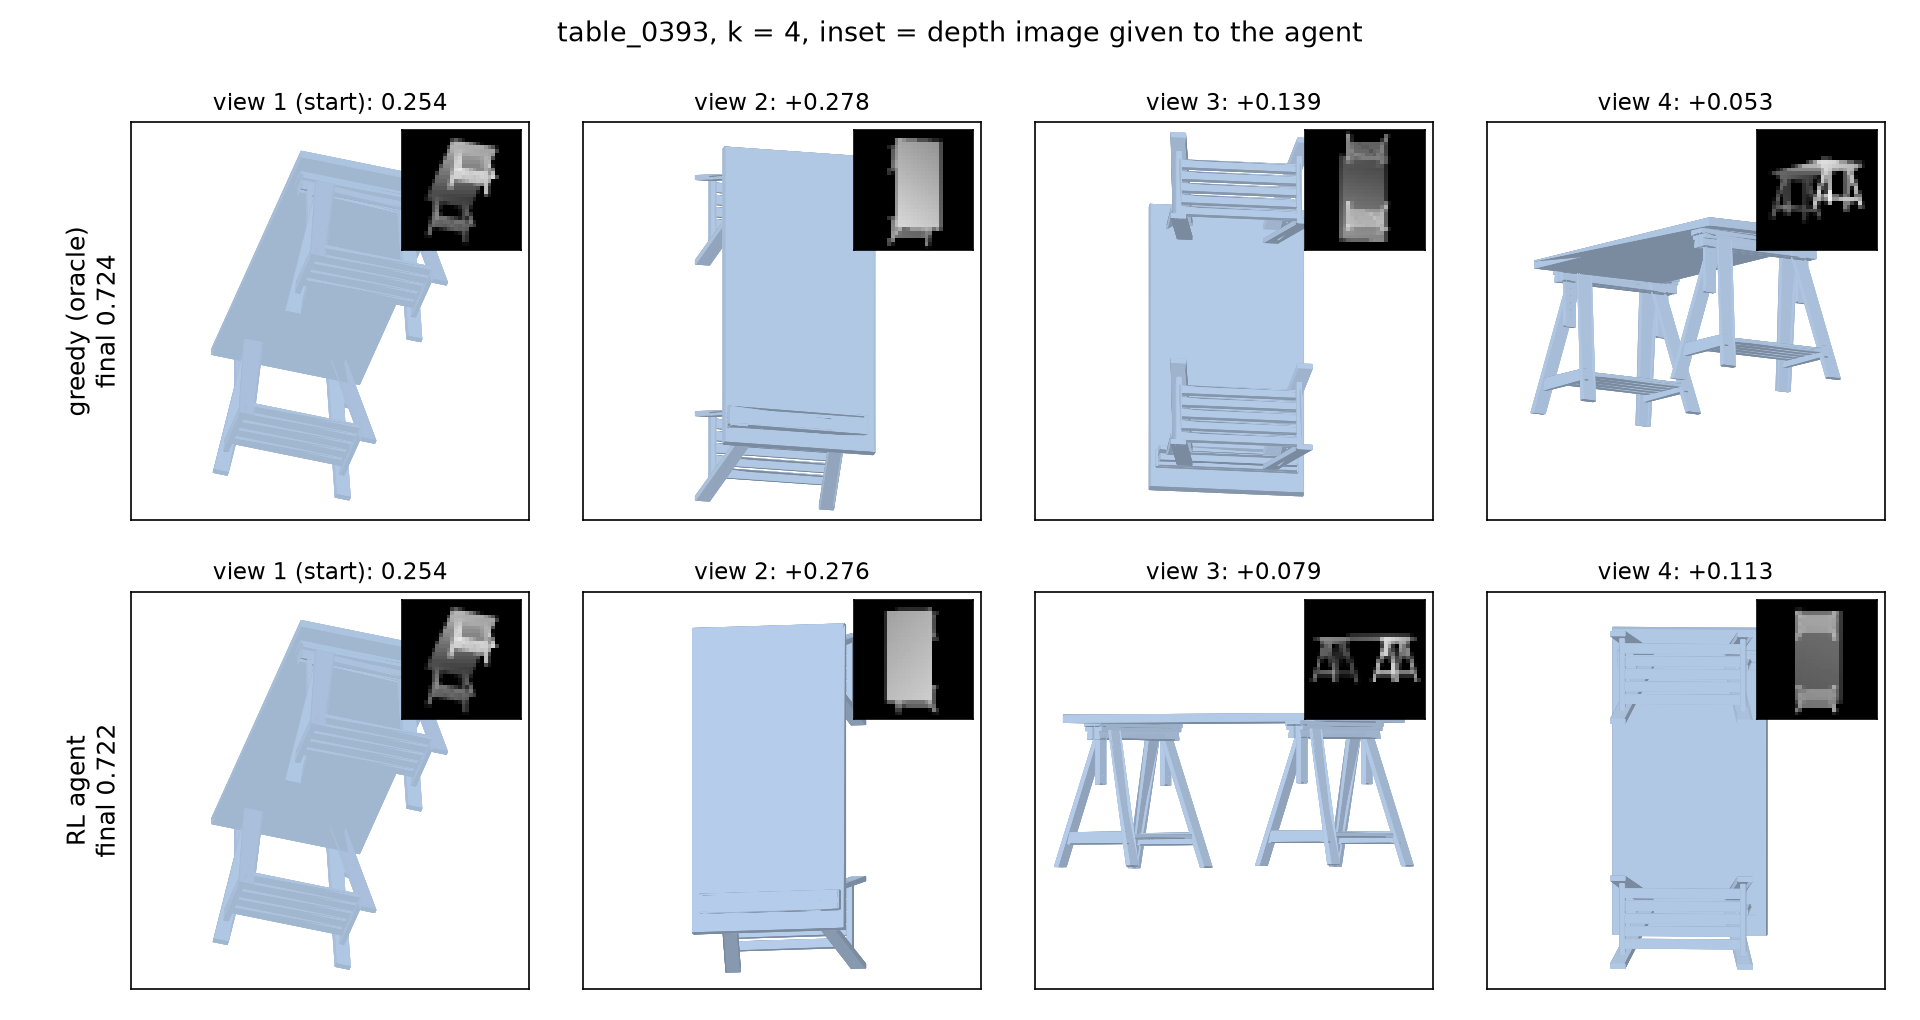 table_0393, k = 4, inset = depth image given to the agent
greedy (oracle)
final 0.724
view 1 (start): 0.254
view 2: +0.278
view 3: +0.139
view 4: +0.053
RL agent
final 0.722
view 1 (start): 0.254
view 2: +0.276
view 3: +0.079
view 4: +0.113